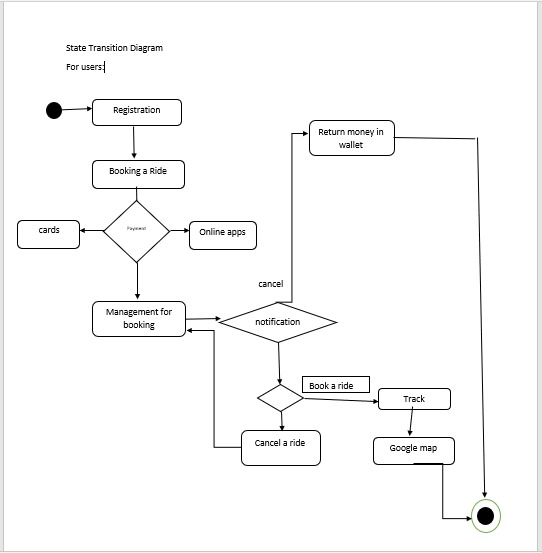 State Transition Diagram
For users:
Registration
Return money in
wallet
Booking a Ride
cards
Payment
Online apps
cancel
Management for
booking
notification
Book a ride
Track
Cancel a ride
Google map